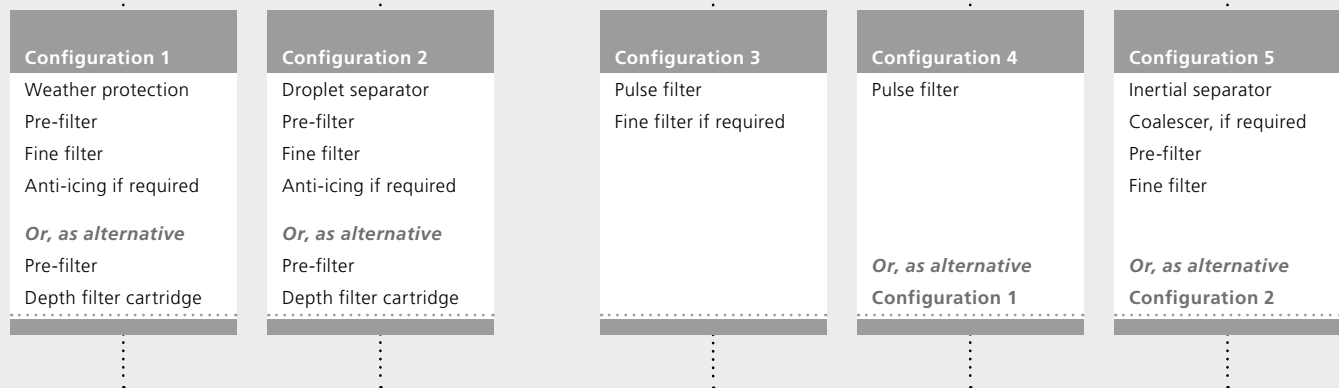 Configuration 1
Weather protection
Pre-filter
Fine filter
Anti-icing if required
Or, as alternative
Pre-filter
Depth filter cartridge
Configuration 2
Droplet separator
Pre-filter
Fine filter
Anti-icing if required
Or, as alternative
Pre-filter
Depth filter cartridge
Configuration 3
Pulse filter
Fine filter if required
Configuration 4
Pulse filter
Or, as alternative
Configuration 1
Configuration 5
Inertial separator
Coalescer, if required
Pre-filter
Fine filter
Or, as alternative
Configuration 2